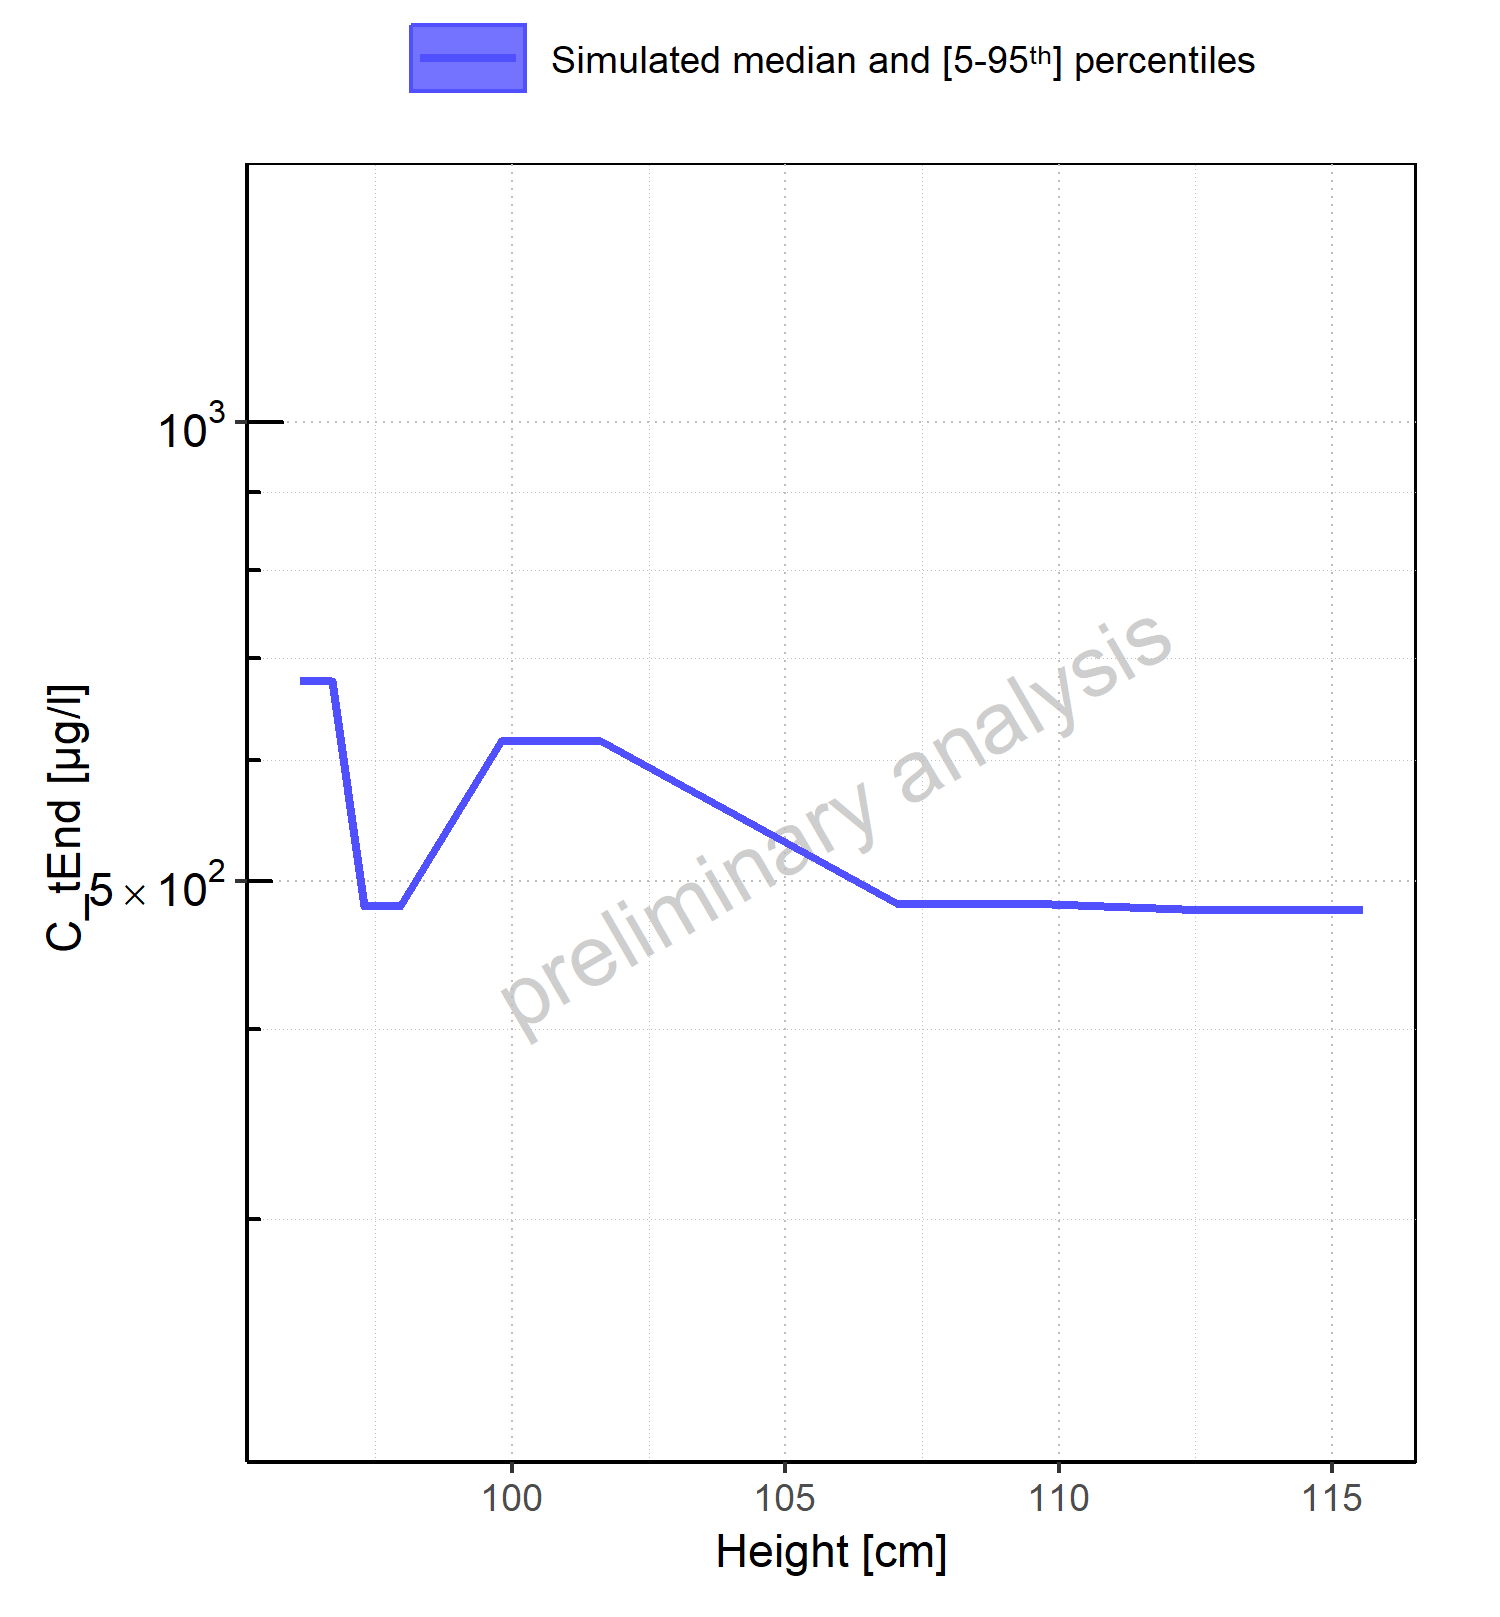 Simulated median and [5-95ᵗʰ] percentiles
10³
5 × 10²
C_tEnd [µg/l]
preliminary analysis
100 105 110 115
Height [cm]